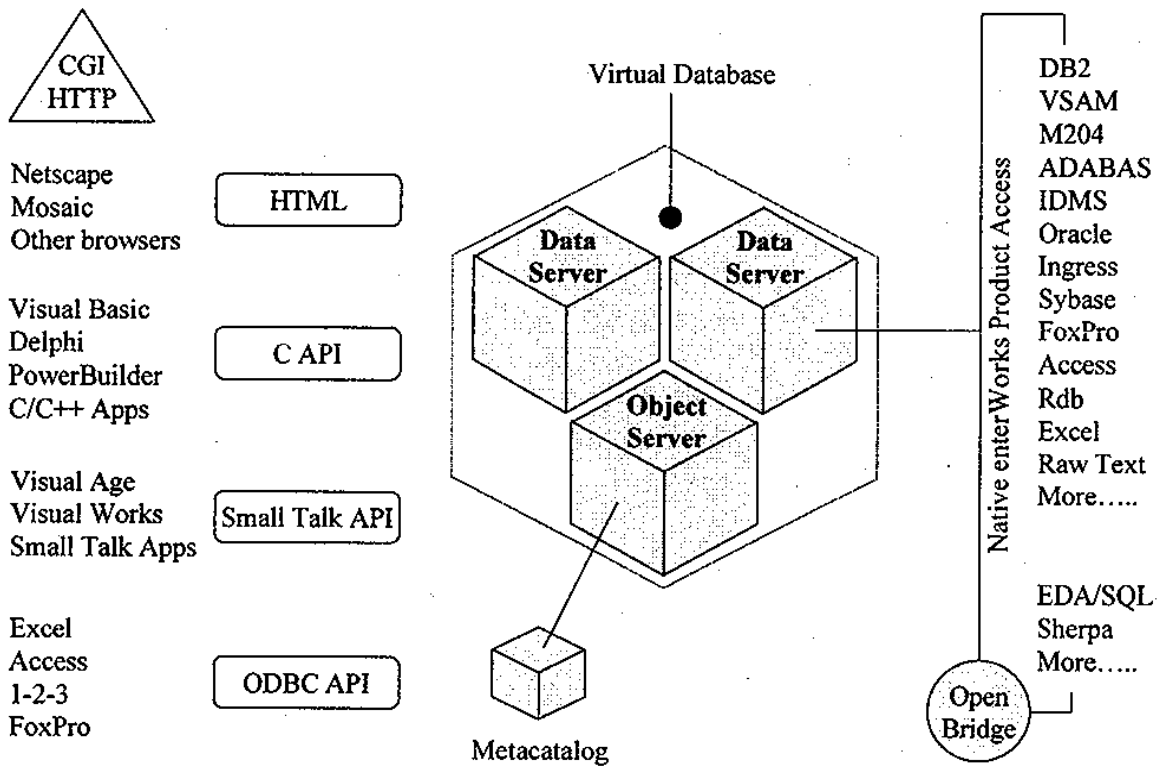 CGI
HTTP
Netscape
Mosaic
Other browsers
HTML
Visual Basic
Delphi
PowerBuilder
C/C++ Apps
C API
Visual Age
Visual Works
Small Talk Apps
Small Talk API
Excel
Access
1-2-3
FoxPro
ODBC API
Virtual Database
Data
Server
Data
Server
Object
Server
Metacatalog
Native enterWorks Product Access
DB2
VSAM
M204
ADABAS
IDMS
Oracle
Ingress
Sybase
FoxPro
Access
Rdb
Excel
Raw Text
More.....
EDA/SQL
Sherpa
More.....
Open
Bridge